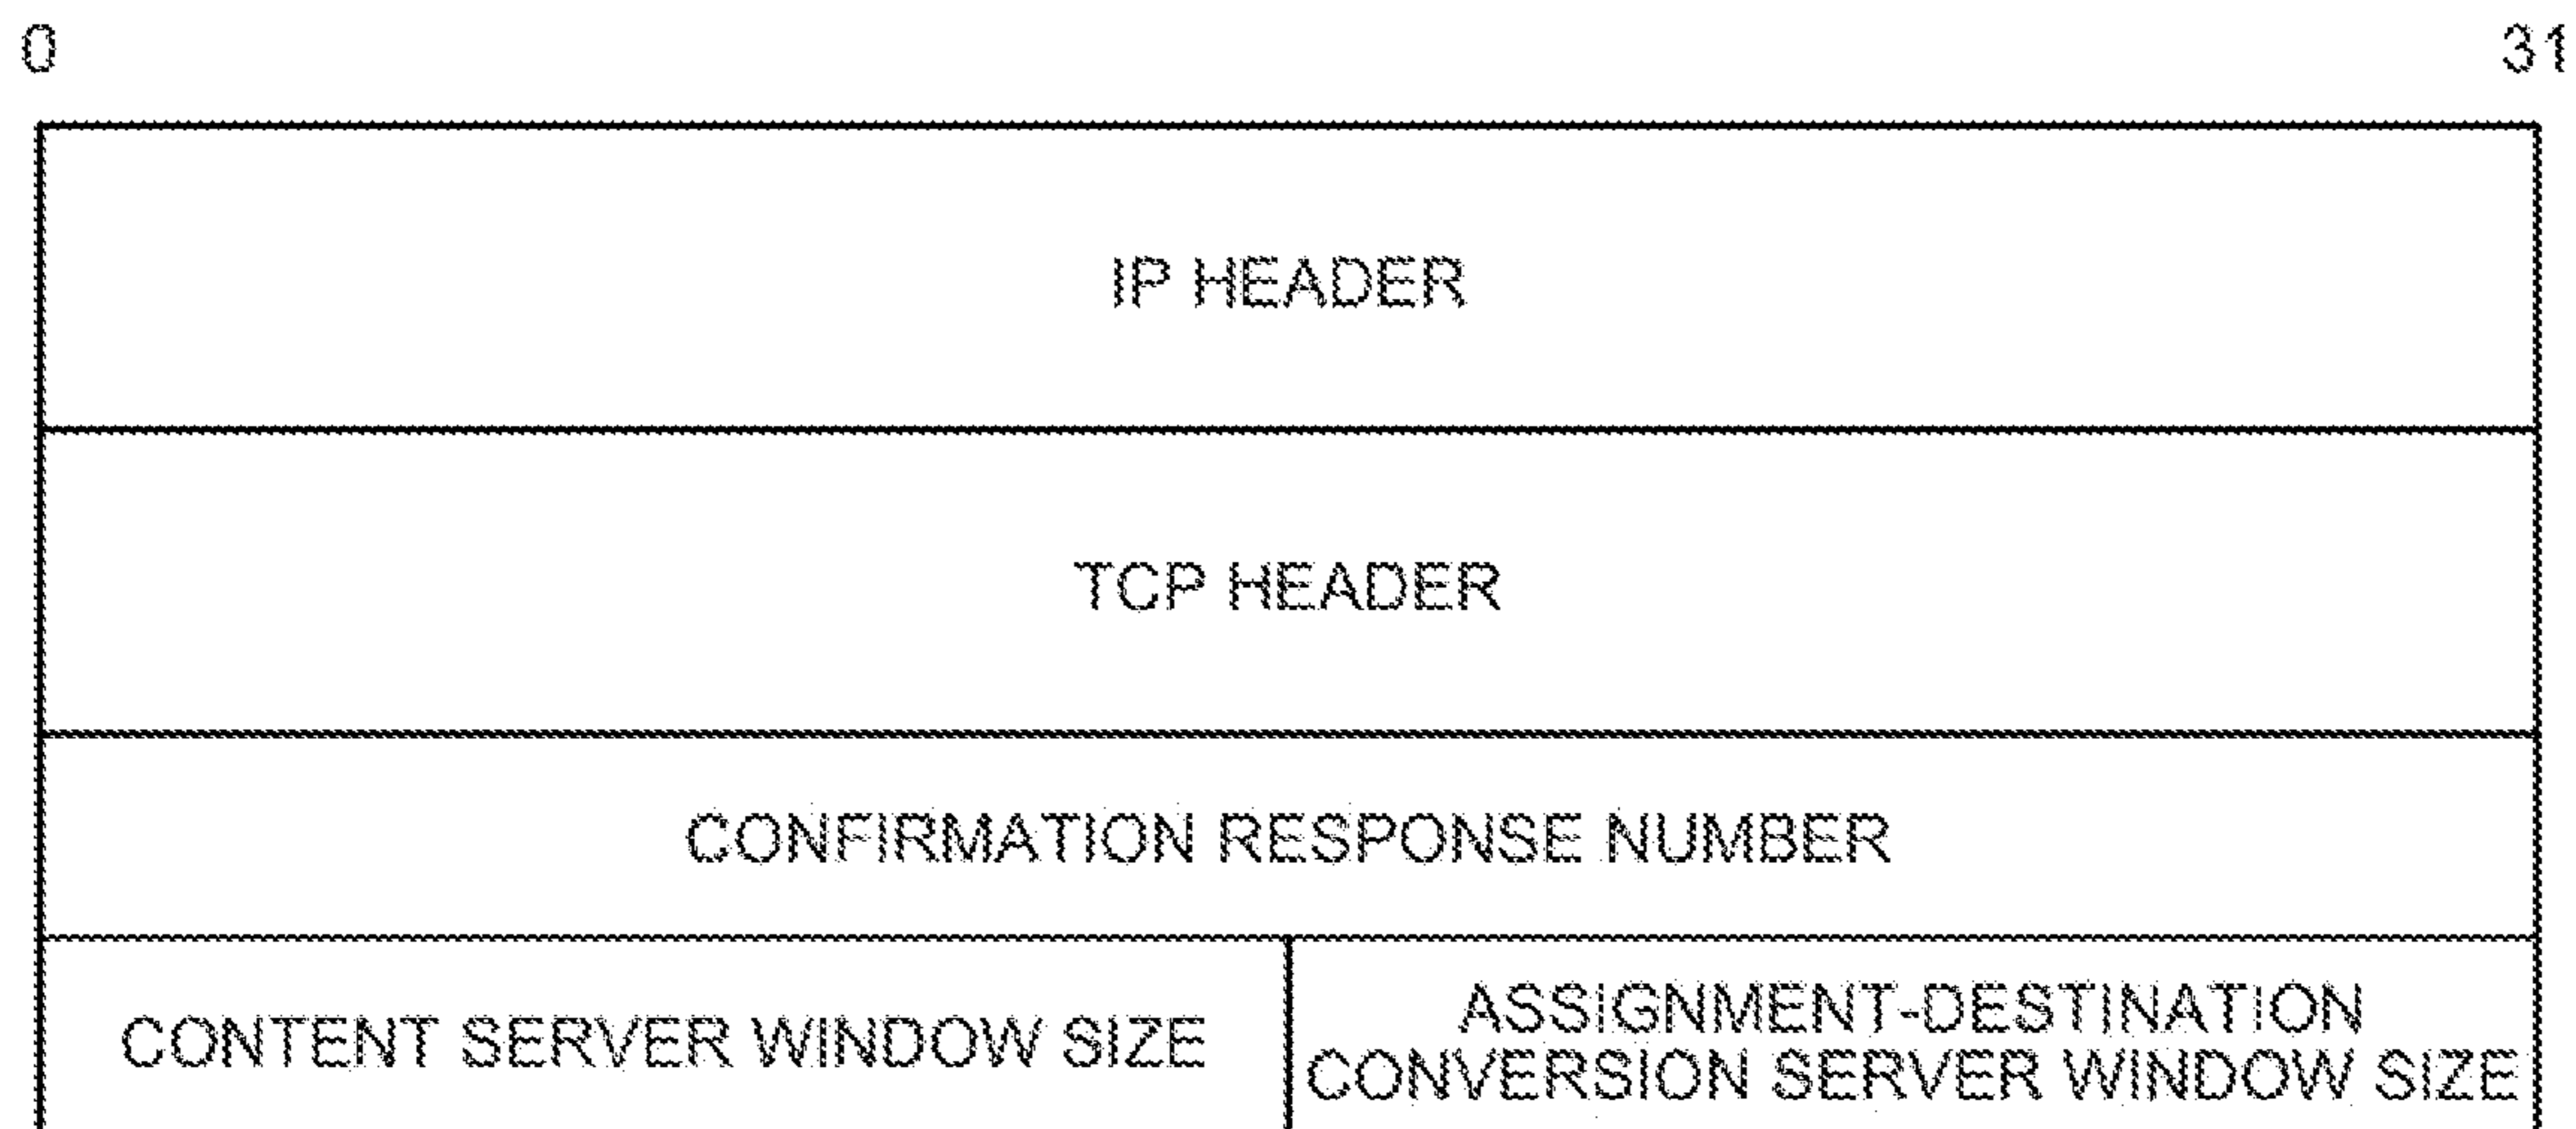 0 31
IP HEADER
TCP HEADER
CONFIRMATION RESPONSE NUMBER
CONTENT SERVER WINDOW SIZE
ASSIGNMENT-DESTINATION
CONVERSION SERVER WINDOW SIZE